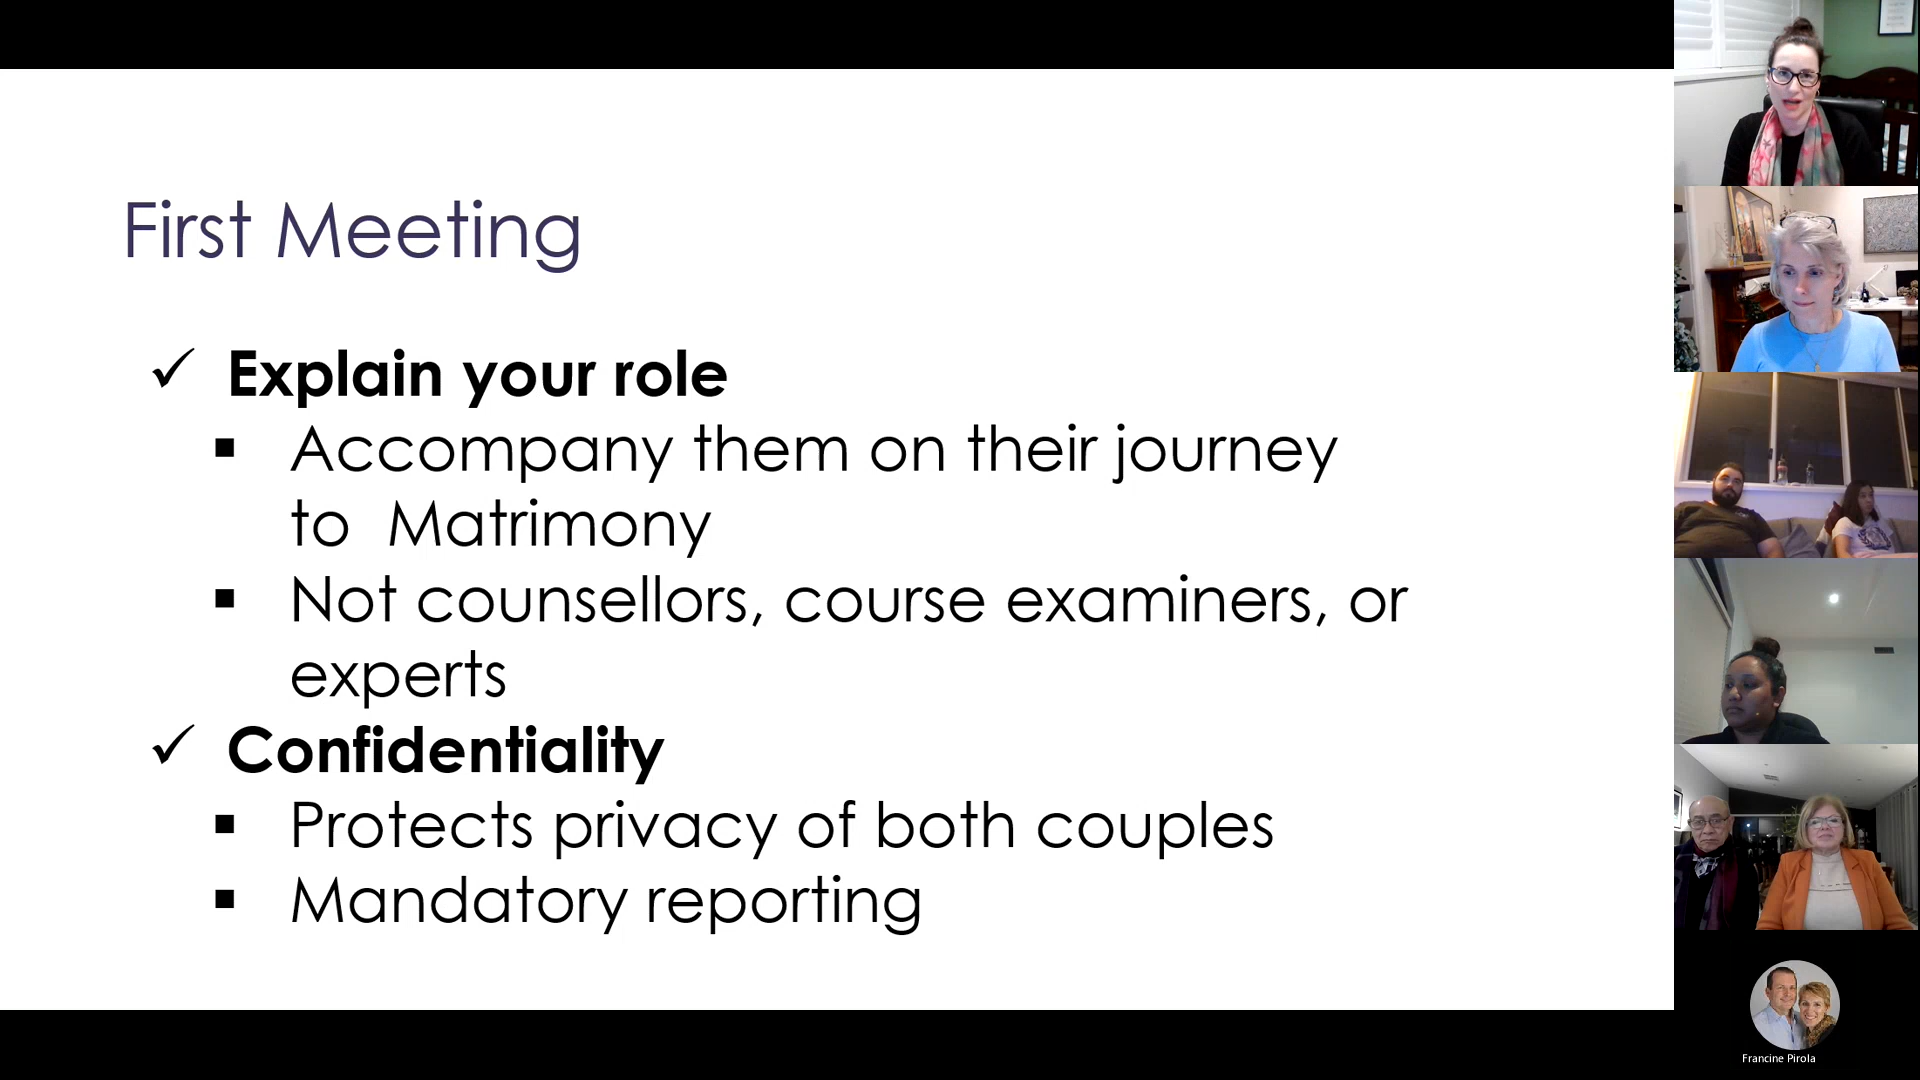 First Meeting
✓ Explain your role
▪ Accompany them on their journey
to Matrimony
▪ Not counsellors, course examiners, or
experts
✓ Confidentiality
▪ Protects privacy of both couples
▪ Mandatory reporting
Francine Pirola